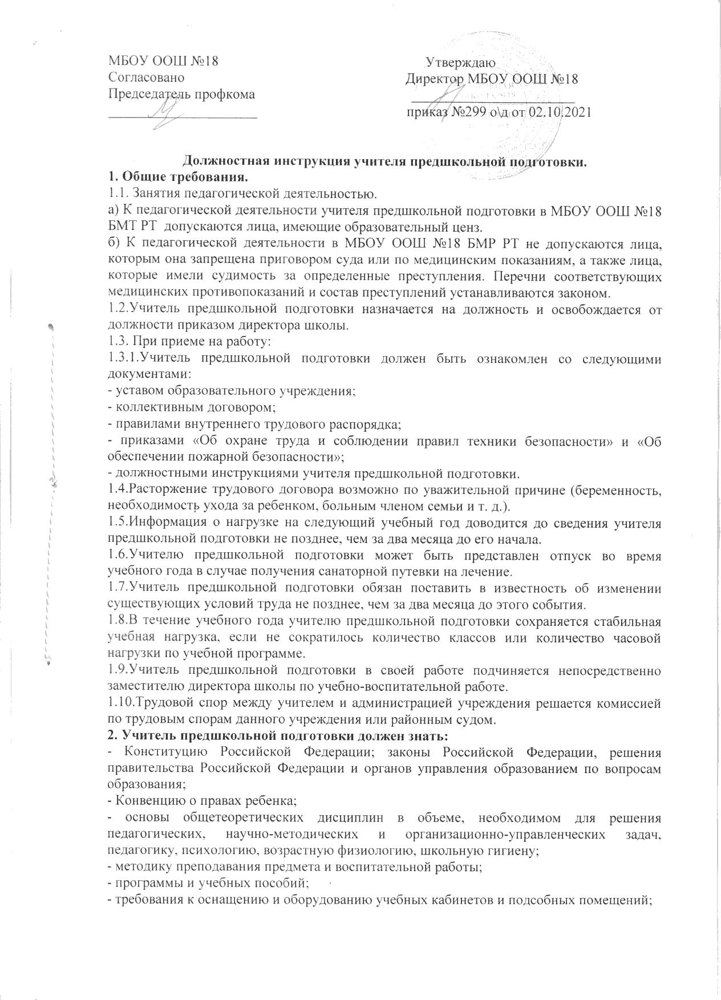 МБОУ ООШ №18
Утверждаю
Согласовано
Директор МБОУ ООШ №18
Председатель профкома
приказ №299 о\д от 02.10.2021
Должностная инструкция учителя предшкольной подготовки.
1. Общие требования.
1.1. Занятия педагогической деятельностью.
а) К педагогической деятельности учителя предшкольной подготовки в МБОУ ООШ №18
БМТ РТ допускаются лица, имеющие образовательный ценз.
б) К педагогической деятельности в МБОУ ООШ №18 БМР РТ не допускаются лица,
которым она запрещена приговором суда или по медицинским показаниям, а также лица,
которые имели судимость за определенные преступления. Перечни соответствующих
медицинских противопоказаний и состав преступлений устанавливаются законом.
1.2.Учитель предшкольной подготовки назначается на должность и освобождается от
должности приказом директора школы.
1.3. При приеме на работу:
1.3.1.Учитель предшкольной подготовки должен быть ознакомлен со следующими
документами:
- уставом образовательного учреждения;
- коллективным договором;
- правилами внутреннего трудового распорядка;
- приказами «Об охране труда и соблюдении правил техники безопасности» и «Об
обеспечении пожарной безопасности»;
- должностными инструкциями учителя предшкольной подготовки.
1.4.Расторжение трудового договора возможно по уважительной причине (беременность,
необходимость ухода за ребенком, больным членом семьи и т. д.).
1.5.Информация о нагрузке на следующий учебный год доводится до сведения учителя
предшкольной подготовки не позднее, чем за два месяца до его начала.
1.6.Учителю предшкольной подготовки может быть представлен отпуск во время
учебного года в случае получения санаторной путевки на лечение.
1.7.Учитель предшкольной подготовки обязан поставить в известность об изменении
существующих условий труда не позднее, чем за два месяца до этого события.
1.8.В течение учебного года учителю предшкольной подготовки сохраняется стабильная
учебная нагрузка, если не сократилось количество классов или количество часовой
нагрузки по учебной программе.
1.9.Учитель предшкольной подготовки в своей работе подчиняется непосредственно
заместителю директора школы по учебно-воспитательной работе.
1.10.Трудовой спор между учителем и администрацией учреждения решается комиссией
по трудовым спорам данного учреждения или районным судом.
2. Учитель предшкольной подготовки должен знать:
- Конституцию Российской Федерации; законы Российской Федерации, решения
правительства Российской Федерации и органов управления образованием по вопросам
образования;
- Конвенцию о правах ребенка;
- основы общетеоретических дисциплин в объеме, необходимом для решения
педагогических, научно-методических и организационно-управленческих задач,
педагогику, психологию, возрастную физиологию, школьную гигиену;
- методику преподавания предмета и воспитательной работы;
- программы и учебных пособий;
- требования к оснащению и оборудованию учебных кабинетов и подсобных помещений;